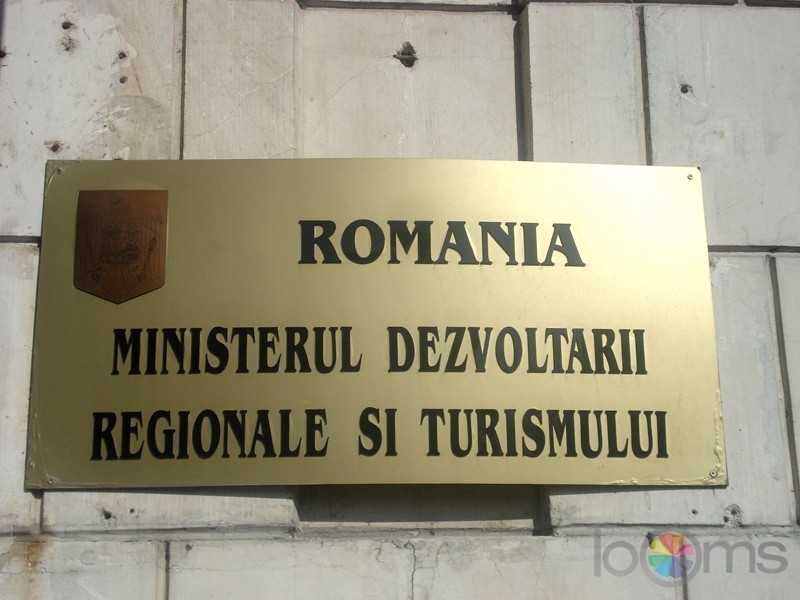 ROMANIA
MINISTERUL DEZVOLTARII
REGIONALE SI TURISMULUI
looms